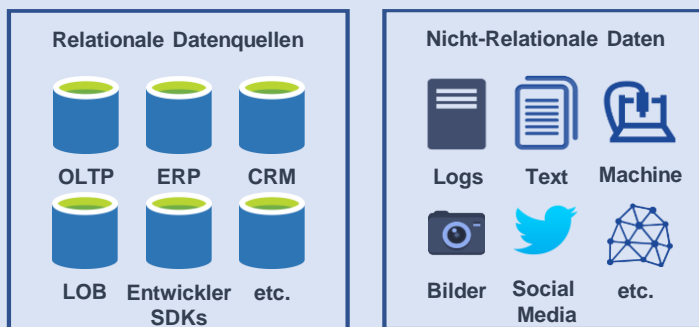 Relationale Datenquellen
OLTP
ERP
CRM
LOB
Entwickler
SDKs
etc.
Nicht-Relationale Daten
Logs
Text
Machine
Bilder
Social
Media
etc.